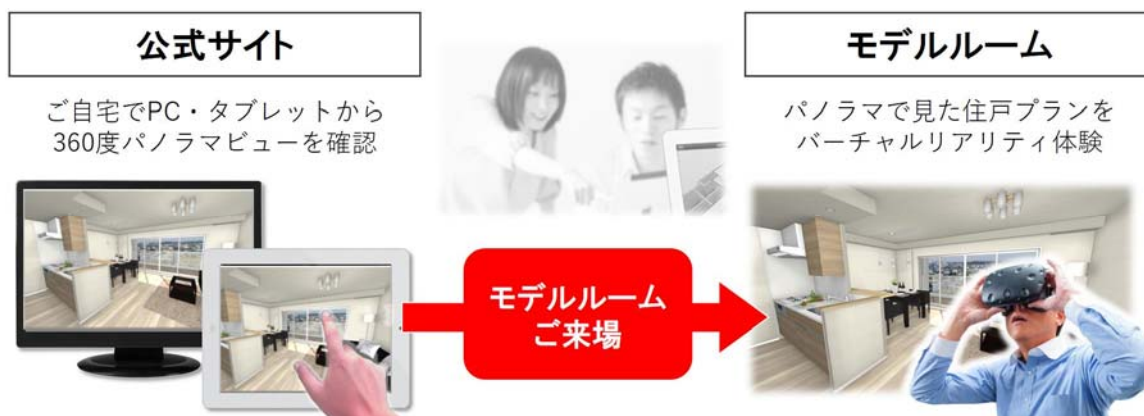 公式サイト
ご自宅でPC・タブレットから
360度パノラマビューを確認
モデルルーム
ご来場
モデルルーム
パノラマで見た住戸プランを
バーチャルリアリティ体験